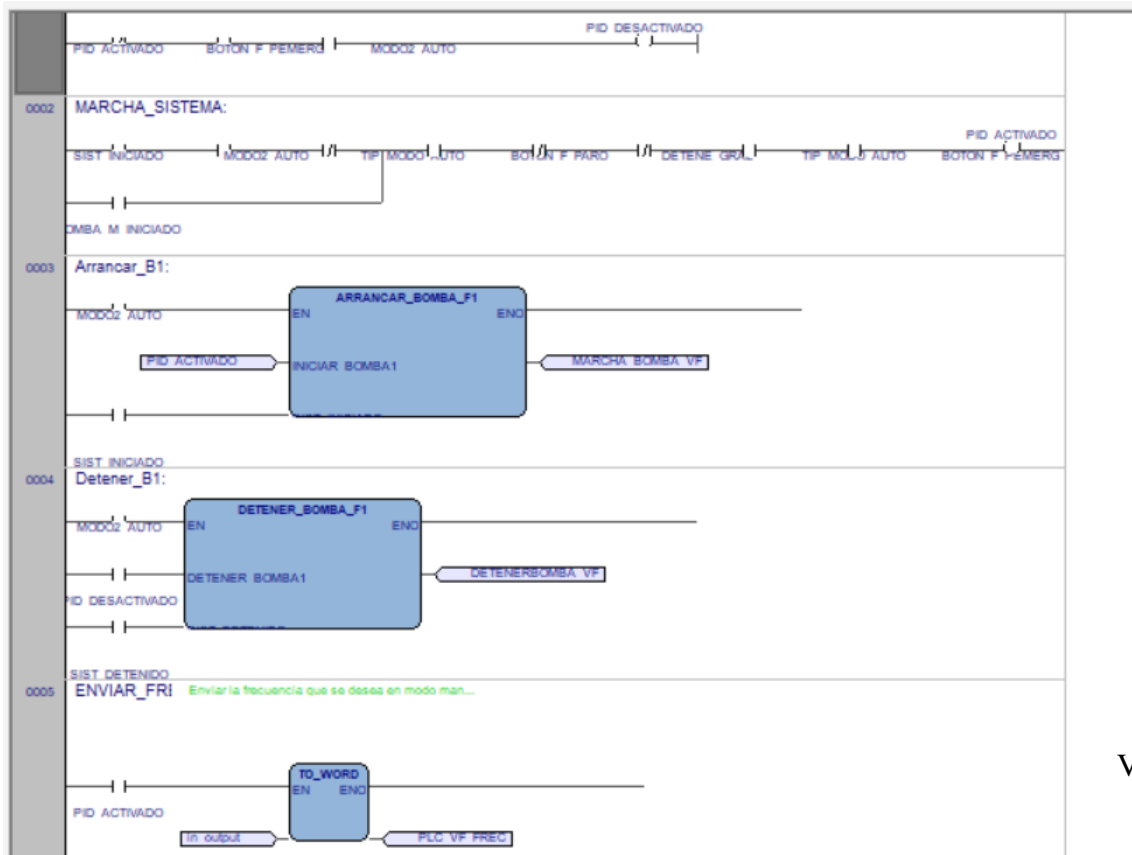 PID DESACTIVADO
PID ACTIVADO BOTON F PEMERG MODO2 AUTO
0002 MARCHA_SISTEMA:
PID ACTIVADO
SIST INICIADO MODO2 AUTO TIP MODO AUTO BOTON F PARO DETENE GRAL TIP MODO AUTO BOTON F PEMERG
OMBA M INICIADO
0003 Arrancar_B1:
ARRANCAR_BOMBA_F1
MODO2 AUTO EN ENO
PID ACTIVADO INICIAR BOMBA1 MARCHA BOMBA VF
SIST INICIADO
0004 Detener_B1:
DETENER_BOMBA_F1
MODO2 AUTO EN ENO
DETENER BOMBA1 DETENERBOMBA VF
PID DESACTIVADO
SIST DETENIDO
0005 ENVIAR_FRE Enviar la frecuencia que se desea en modo man...
TO_WORD
EN ENO
PID ACTIVADO
In output PLC VF FREC
V